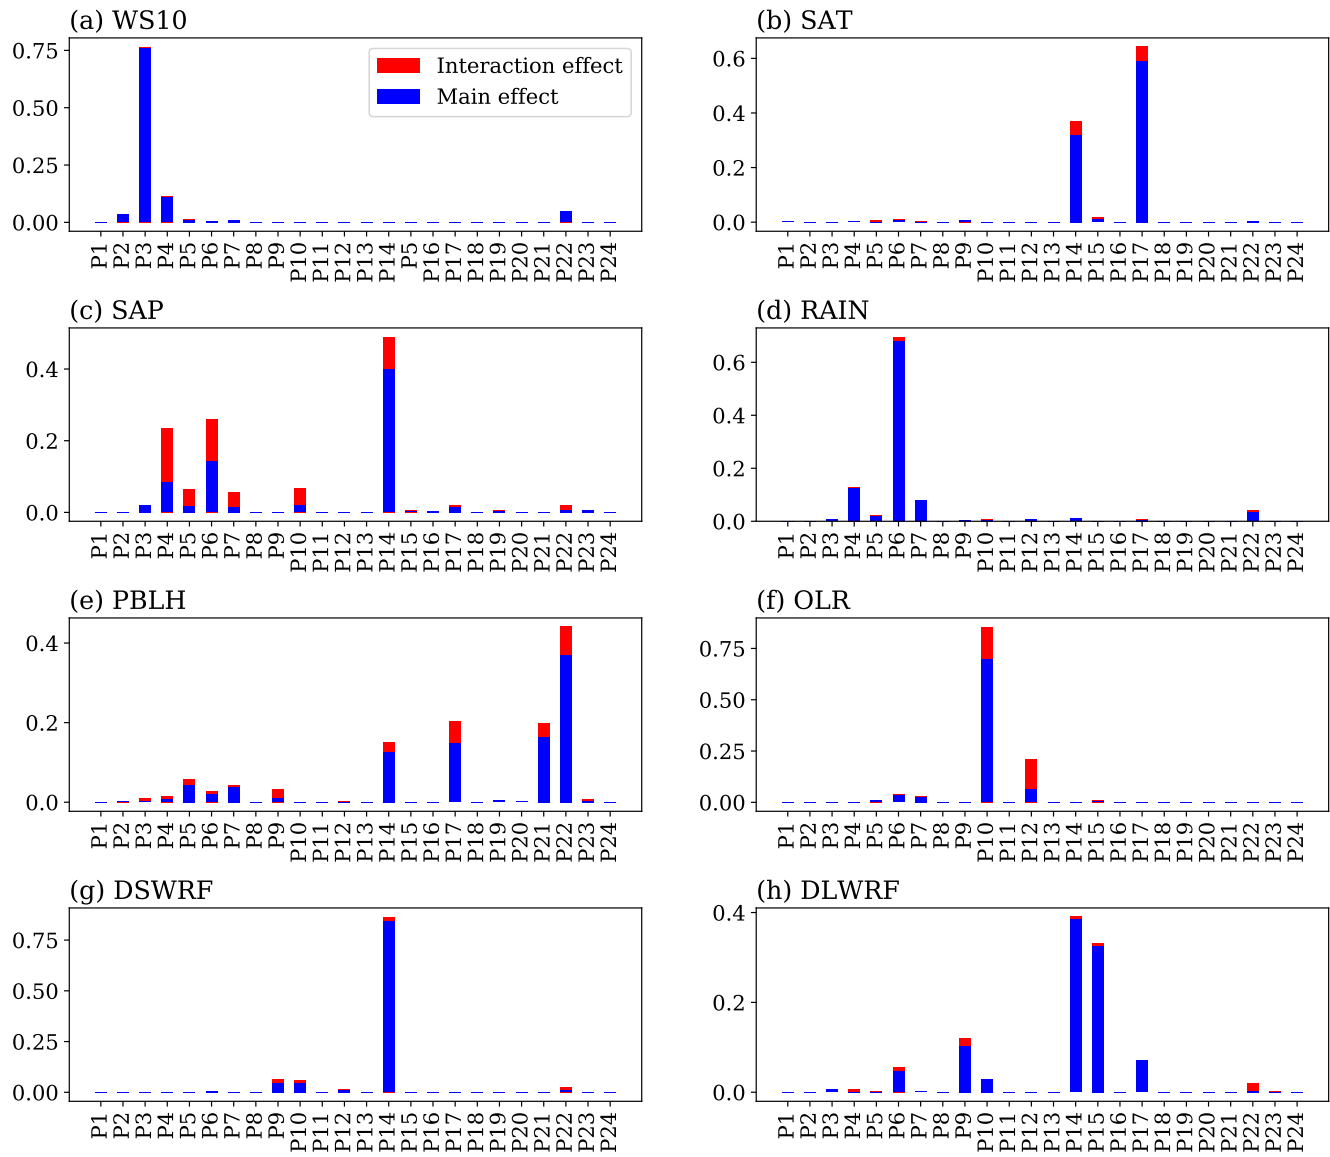 (a) WS10
0.75
0.50
0.25
0.00
Interaction effect
Main effect
P1 P2 P3 P4 P5 P6 P7 P8 P9 P10 P11 P12 P13 P14 P5 P16 P17 P18 P19 P20 P21 P22 P23 P24
(b) SAT
0.6
0.4
0.2
0.0
P1 P2 P3 P4 P5 P6 P7 P8 P9 P10 P11 P12 P13 P14 P15 P16 P17 P18 P19 P20 P21 P22 P23 P24
(c) SAP
0.4
0.2
0.0
P1 P2 P3 P4 P5 P6 P7 P8 P9 P10 P11 P12 P13 P14 P15 P16 P17 P18 P19 P20 P21 P22 P23 P24
(d) RAIN
0.6
0.4
0.2
0.0
P1 P2 P3 P4 P5 P6 P7 P8 P9 P10 P11 P12 P13 P14 P15 P16 P17 P18 P19 P20 P21 P22 P23 P24
(e) PBLH
0.4
0.2
0.0
P1 P2 P3 P4 P5 P6 P7 P8 P9 P10 P11 P12 P13 P14 P15 P16 P17 P18 P19 P20 P21 P22 P23 P24
(f) OLR
0.75
0.50
0.25
0.00
P1 P2 P3 P4 P5 P6 P7 P8 P9 P10 P11 P12 P13 P14 P15 P16 P17 P18 P19 P20 P21 P22 P23 P24
(g) DSWRF
0.75
0.50
0.25
0.00
P1 P2 P3 P4 P5 P6 P7 P8 P9 P10 P11 P12 P13 P14 P15 P16 P17 P18 P19 P20 P21 P22 P23 P24
(h) DLWRF
0.4
0.2
0.0
P1 P2 P3 P4 P5 P6 P7 P8 P9 P10 P11 P12 P13 P14 P15 P16 P17 P18 P19 P20 P21 P22 P23 P24